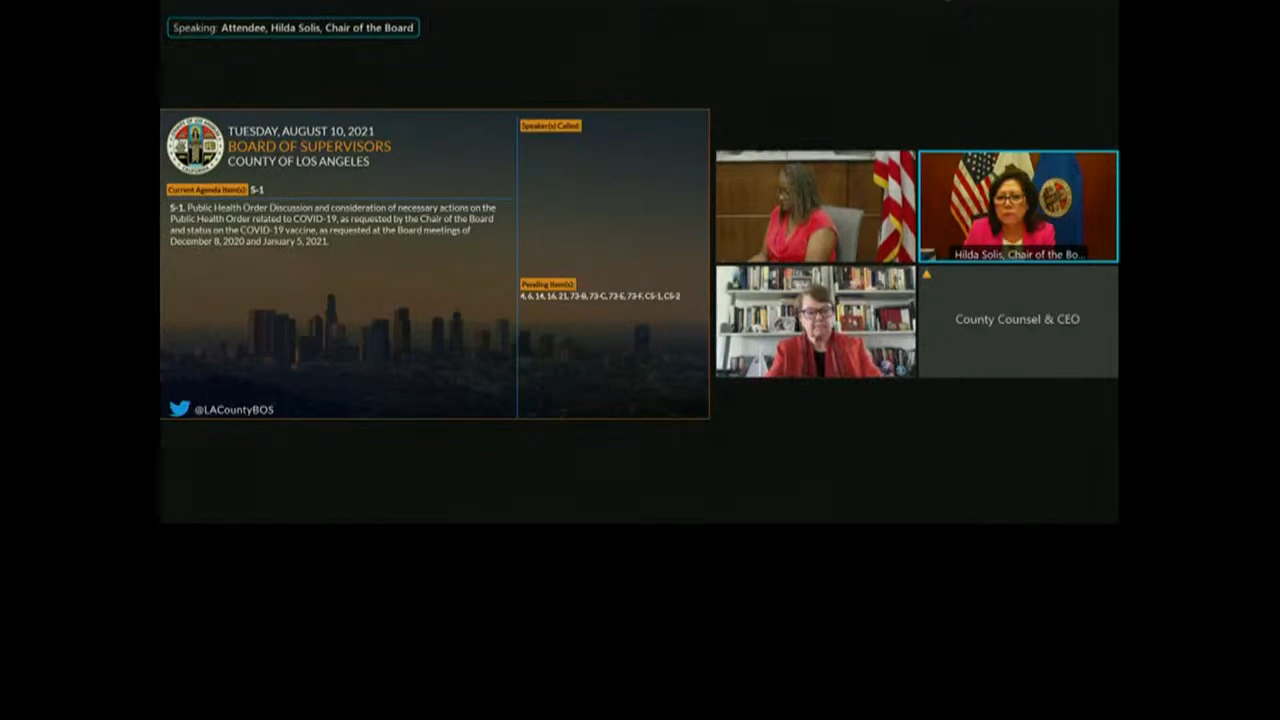 Speaking: Attendee, Hilda Solis, Chair of the Board
TUESDAY, AUGUST 10, 2021
BOARD OF SUPERVISORS
COUNTY OF LOS ANGELES
Current Agenda Item(s): S-1
S-1. Public Health Order Discussion and consideration of necessary actions on the
Public Health Order related to COVID-19, as requested by the Chair of the Board
and status on the COVID-19 vaccine, as requested at the Board meetings of
December 8, 2020 and January 5, 2021.
@LACountyBOS
Speaker(s) Called:
Pending Item(s):
4, 6, 14, 16, 21, 73-B, 73-C, 73-E, 73-F, CS-1, CS-2
Hilda Solis, Chair of the Bo...
County Counsel & CEO